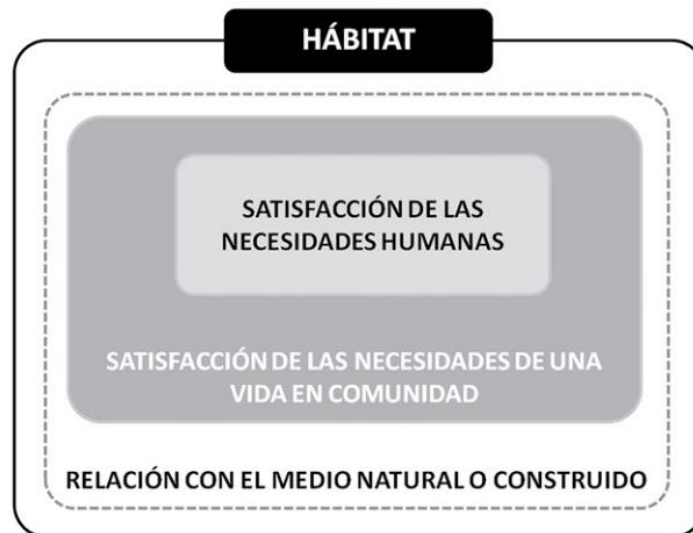 HÁBITAT
SATISFACCIÓN DE LAS
NECESIDADES HUMANAS
SATISFACCIÓN DE LAS NECESIDADES DE UNA
VIDA EN COMUNIDAD
RELACIÓN CON EL MEDIO NATURAL O CONSTRUIDO